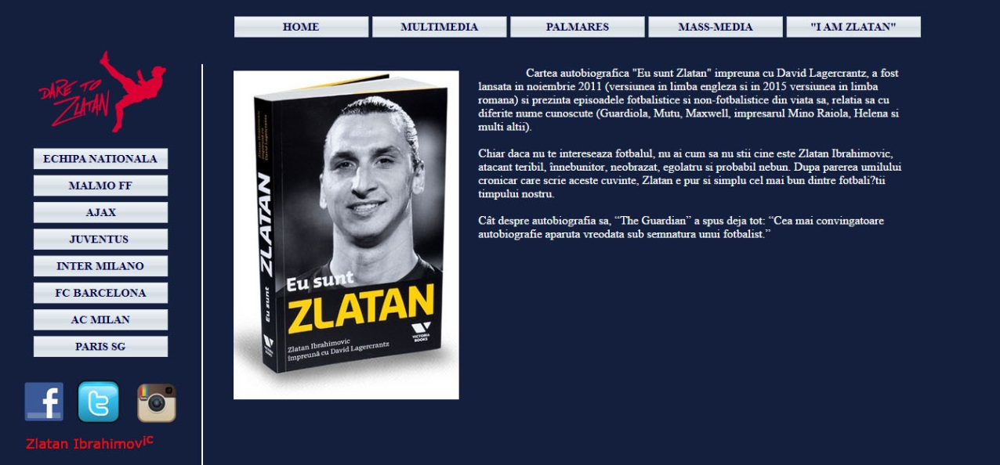 HOME
MULTIMEDIA
PALMARES
MASS-MEDIA
"I AM ZLATAN"
DARE TO
ZLATAN
ECHIPA NATIONALA
MALMO FF
AJAX
JUVENTUS
INTER MILANO
FC BARCELONA
AC MILAN
PARIS SG
Zlatan Ibrahimovic
Eu sunt ZLATAN
Eu sunt
ZLATAN
Zlatan Ibrahimovic
împreună cu David Lagercrantz
VICTORIA
BOOKS
Cartea autobiografica "Eu sunt Zlatan" impreuna cu David Lagercrantz, a fost
lansata in noiembrie 2011 (versiunea in limba engleza si in 2015 versiunea in limba
romana) si prezinta episoadele fotbalistice si non-fotbalistice din viata sa, relatia sa cu
diferite nume cunoscute (Guardiola, Mutu, Maxwell, impresarul Mino Raiola, Helena si
multi altii).
Chiar daca nu te intereseaza fotbalul, nu ai cum sa nu stii cine este Zlatan Ibrahimovic,
atacant teribil, înnebunitor, neobrazat, egolatru si probabil nebun. Dupa parerea umilului
cronicar care scrie aceste cuvinte, Zlatan e pur si simplu cel mai bun dintre fotbali?tii
timpului nostru.
Cât despre autobiografia sa, “The Guardian” a spus deja tot: “Cea mai convingatoare
autobiografie aparuta vreodata sub semnatura unui fotbalist.”